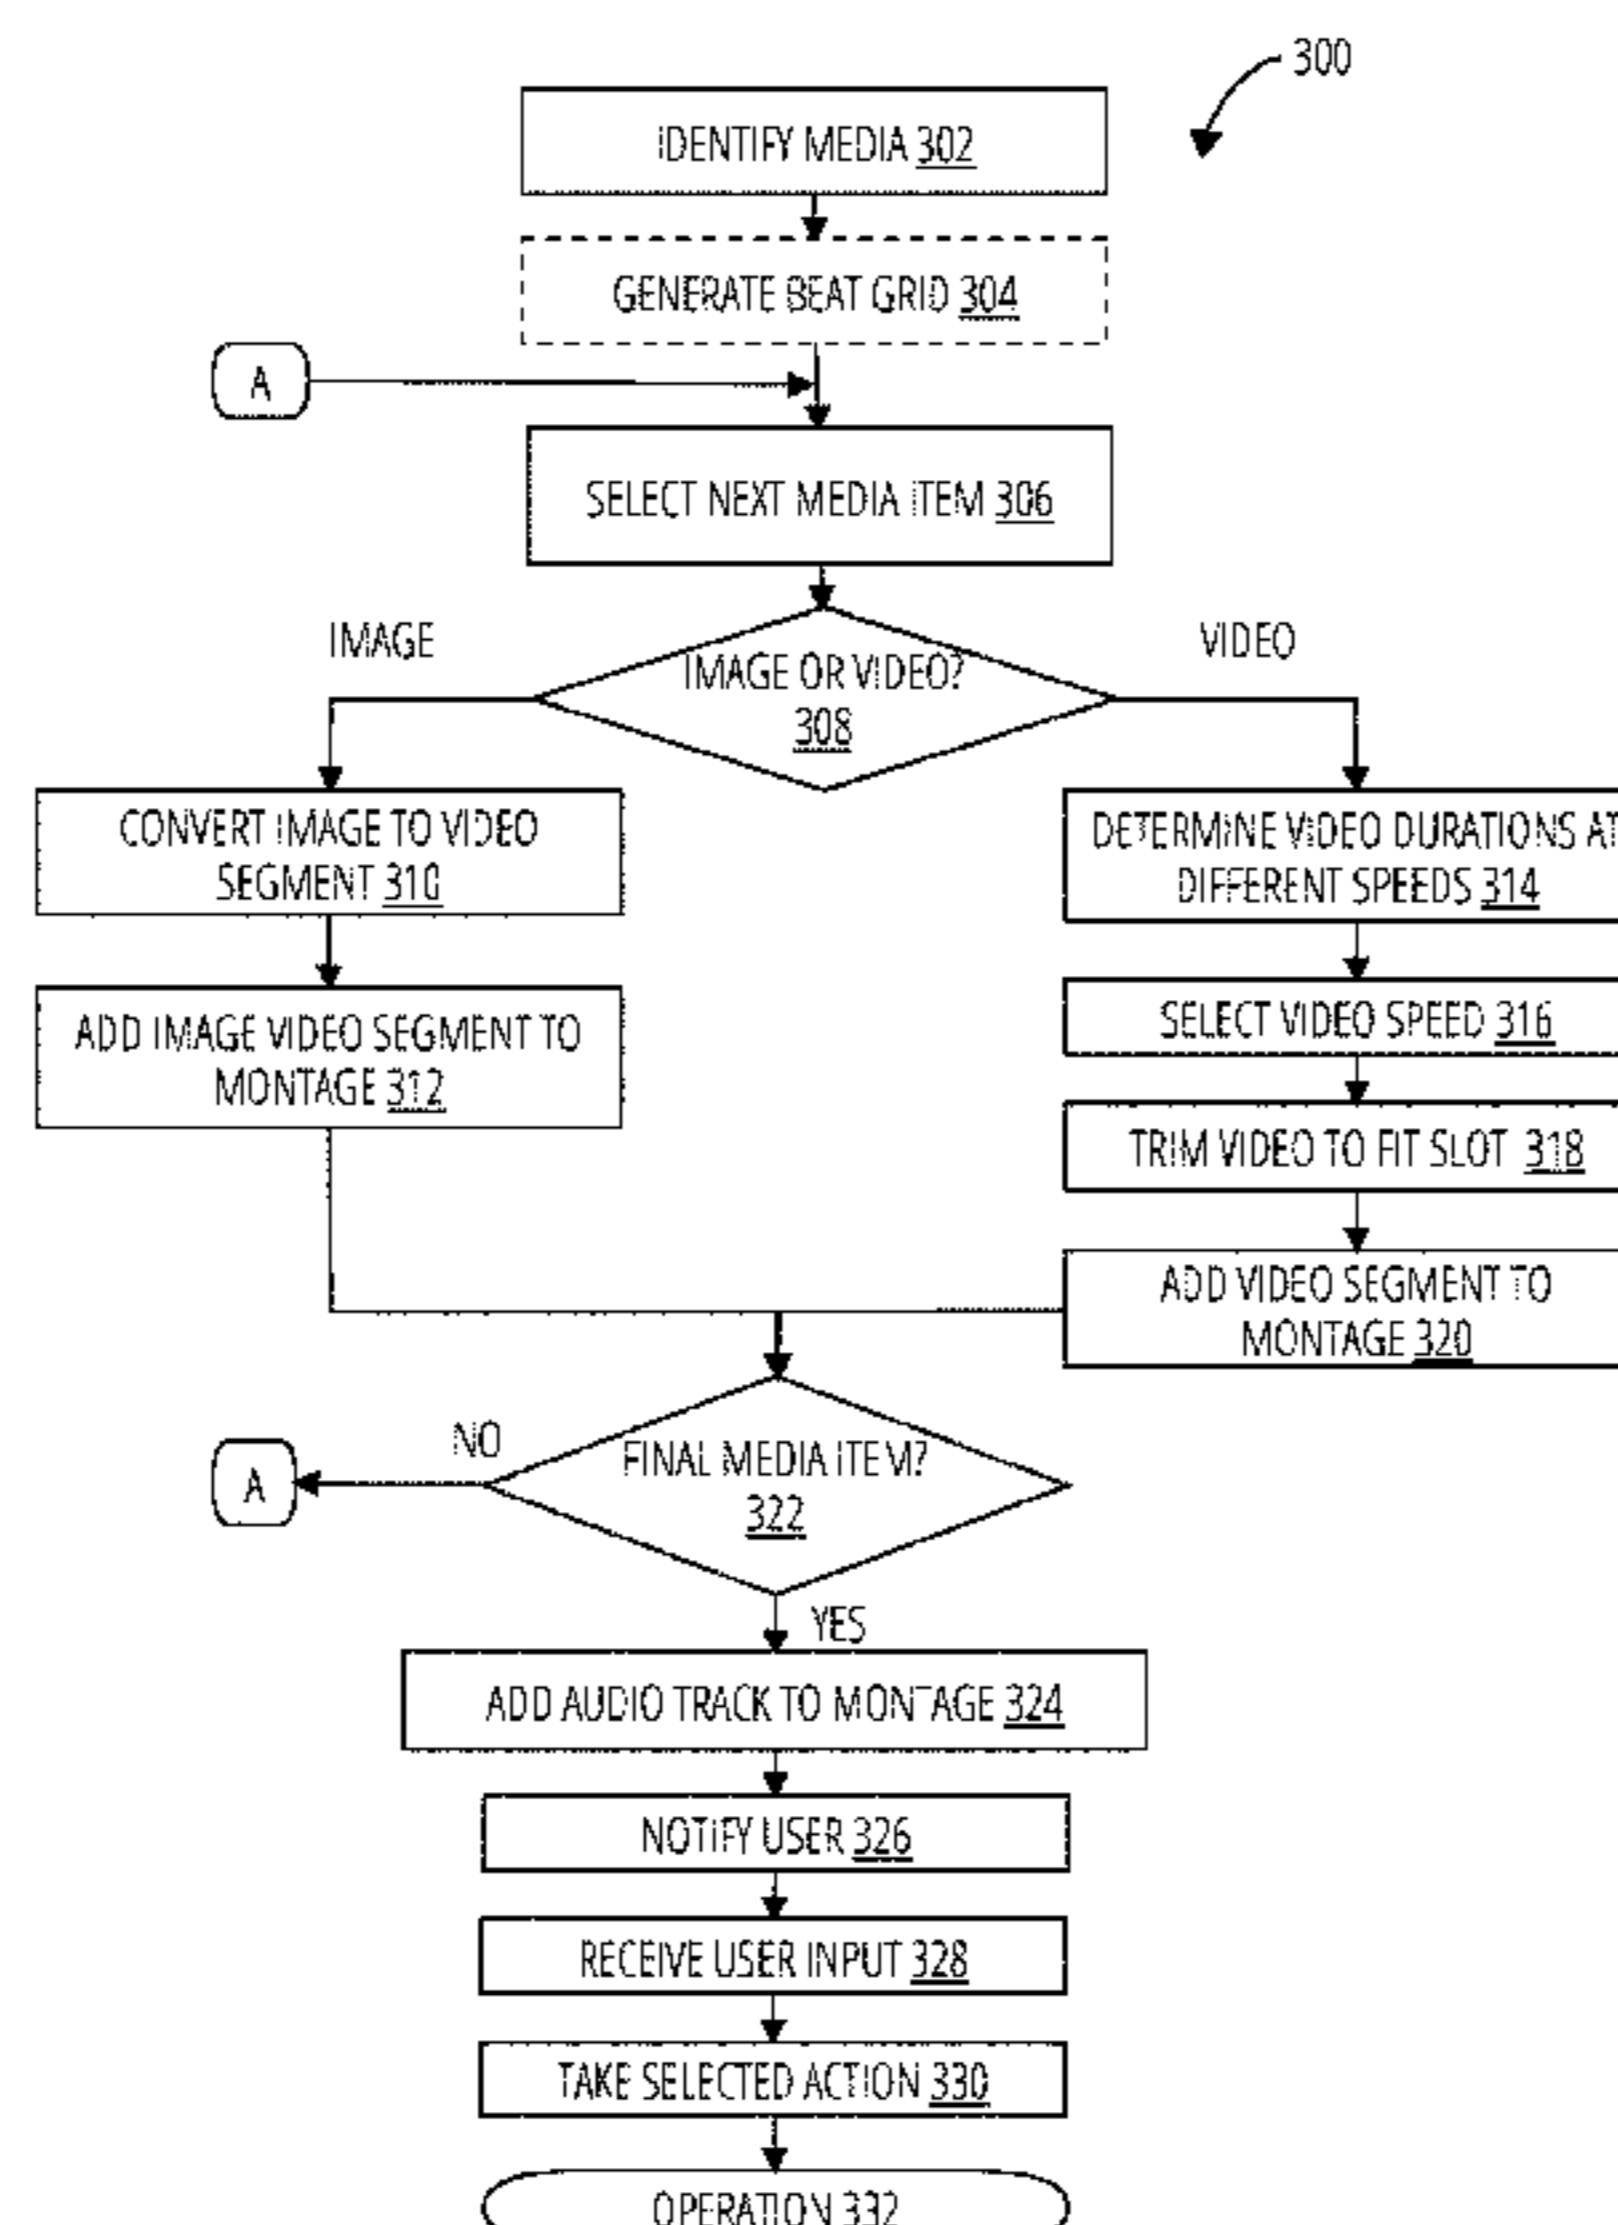 300
IDENTIFY MEDIA 302
GENERATE BEAT GRID 304
A
SELECT NEXT MEDIA ITEM 306
IMAGE
VIDEO
IMAGE OR VIDEO?
308
CONVERT IMAGE TO VIDEO
SEGMENT 310
ADD IMAGE VIDEO SEGMENT TO
MONTAGE 312
DETERMINE VIDEO DURATIONS AT
DIFFERENT SPEEDS 314
SELECT VIDEO SPEED 316
TRIM VIDEO TO FIT SLOT 318
ADD VIDEO SEGMENT TO
MONTAGE 320
NO
A
FINAL MEDIA ITEM?
322
YES
ADD AUDIO TRACK TO MONTAGE 324
NOTIFY USER 326
RECEIVE USER INPUT 328
TAKE SELECTED ACTION 330
OPERATION 332